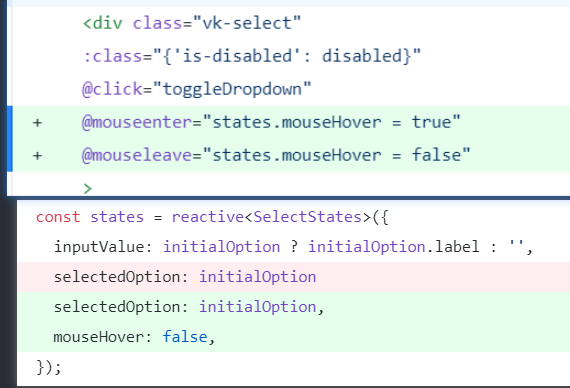 <div class="vk-select"
:class="{'is-disabled': disabled}"
@click="toggleDropdown"
+ @mouseenter="states.mouseHover = true"
+ @mouseleave="states.mouseHover = false"
>
const states = reactive<SelectStates>({
inputValue: initialOption ? initialOption.label : '',
selectedOption: initialOption
selectedOption: initialOption,
mouseHover: false,
});